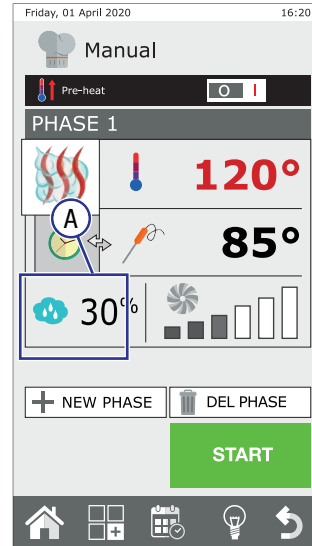 Friday, 01 April 2020 16:20
Manual
Pre-heat O I
PHASE 1
120°
A
85°
30%
NEW PHASE DEL PHASE
START